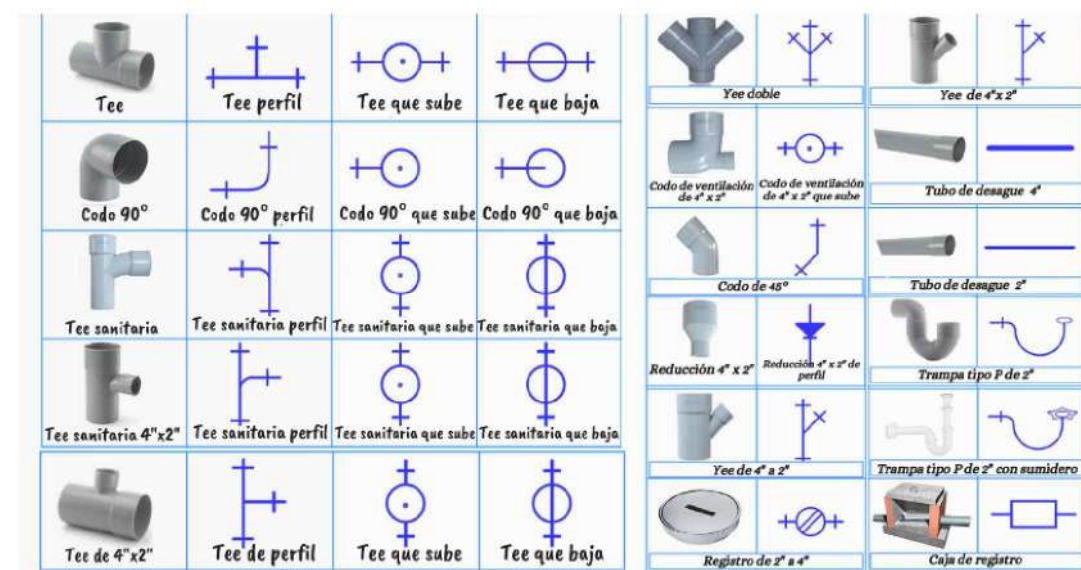 Tee
Tee perfil
Tee que sube
Tee que baja
Codo 90°
Codo 90° perfil
Codo 90° que sube
Codo 90° que baja
Tee sanitaria
Tee sanitaria perfil
Tee sanitaria que sube
Tee sanitaria que baja
Tee sanitaria 4"x2"
Tee sanitaria perfil
Tee sanitaria que sube
Tee sanitaria que baja
Tee de 4"x2"
Tee de perfil
Tee que sube
Tee que baja
Yee doble
Yee de 4"x 2"
Codo de ventilación
de 4" x 2"
Codo de ventilación
de 4" x 2" que sube
Tubo de desague 4"
Codo de 45°
Tubo de desague 2"
Reducción 4" x 2"
Reducción 4" x 2" de
perfil
Trampa tipo P de 2"
Yee de 4" a 2"
Trampa tipo P de 2" con sumidero
Registro de 2" a 4"
Caja de registro